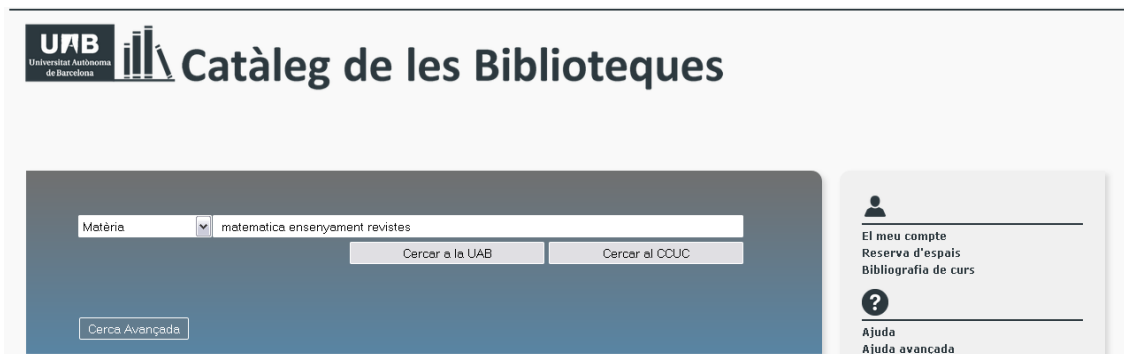 UAB
Universitat Autònoma
de Barcelona
Catàleg de les Biblioteques
Matèria
matematica ensenyament revistes
Cercar a la UAB
Cercar al CCUC
Cerca Avançada
El meu compte
Reserva d'espais
Bibliografia de curs
?
Ajuda
Ajuda avançada